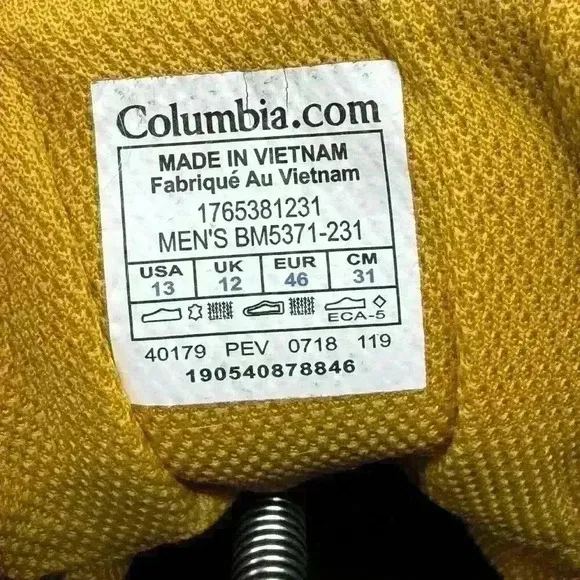 Columbia.com
MADE IN VIETNAM
Fabriqué Au Vietnam
1765381231
MEN'S BM5371-231
USA UK EUR CM
13 12 46 31
ECA-5
40179 PEV 0718 119
190540878846